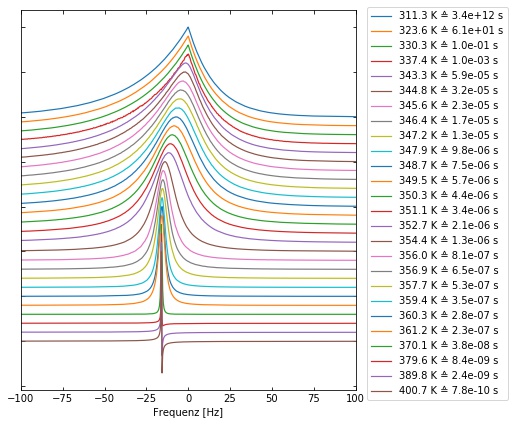 311.3 K ≙ 3.4e+12 s
323.6 K ≙ 6.1e+01 s
330.3 K ≙ 1.0e-01 s
337.4 K ≙ 1.0e-03 s
343.3 K ≙ 5.9e-05 s
344.8 K ≙ 3.2e-05 s
345.6 K ≙ 2.3e-05 s
346.4 K ≙ 1.7e-05 s
347.2 K ≙ 1.3e-05 s
347.9 K ≙ 9.8e-06 s
348.7 K ≙ 7.5e-06 s
349.5 K ≙ 5.7e-06 s
350.3 K ≙ 4.4e-06 s
351.1 K ≙ 3.4e-06 s
352.7 K ≙ 2.1e-06 s
354.4 K ≙ 1.3e-06 s
356.0 K ≙ 8.1e-07 s
356.9 K ≙ 6.5e-07 s
357.7 K ≙ 5.3e-07 s
359.4 K ≙ 3.5e-07 s
360.3 K ≙ 2.8e-07 s
361.2 K ≙ 2.3e-07 s
370.1 K ≙ 3.8e-08 s
379.6 K ≙ 8.4e-09 s
389.8 K ≙ 2.4e-09 s
400.7 K ≙ 7.8e-10 s
−100 −75 −50 −25 0 25 50 75 100
Frequenz [Hz]